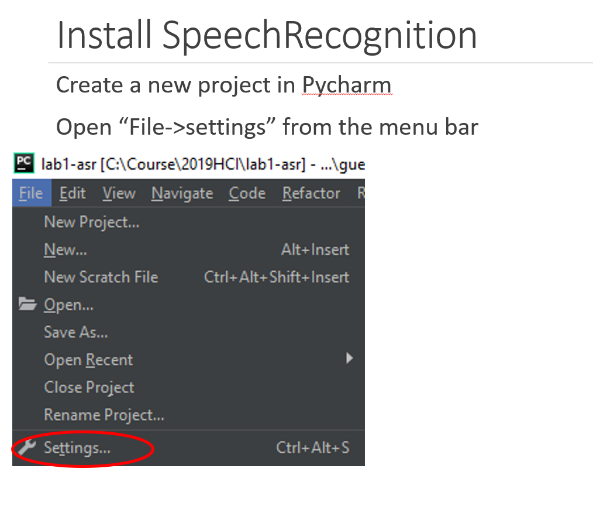 Install SpeechRecognition
Create a new project in Pycharm
Open “File->settings” from the menu bar
PC lab1-asr [C:\Course\2019HCI\lab1-asr] - ...\gue
File Edit View Navigate Code Refactor R
New Project...
New... Alt+Insert
New Scratch File Ctrl+Alt+Shift+Insert
Open...
Save As...
Open Recent
Close Project
Rename Project...
Settings... Ctrl+Alt+S